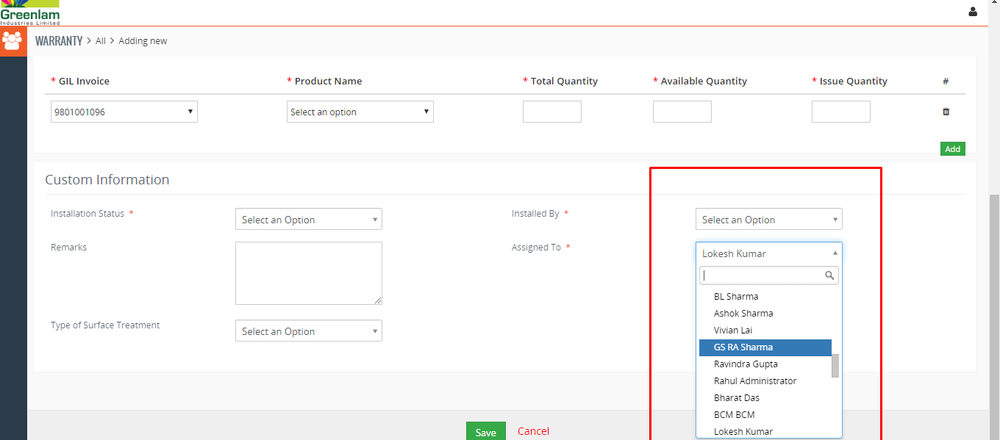 Greenlam
Industries Limited
WARRANTY > All > Adding new
* GIL Invoice * Product Name * Total Quantity * Available Quantity * Issue Quantity #
9801001096 Select an option
Add
Custom Information
Installation Status * Select an Option Installed By * Select an Option
Remarks Assigned To * Lokesh Kumar
BL Sharma
Ashok Sharma
Vivian Lai
Type of Surface Treatment Select an Option
GS RA Sharma
Ravindra Gupta
Rahul Administrator
Bharat Das
BCM BCM
Lokesh Kumar
Save Cancel